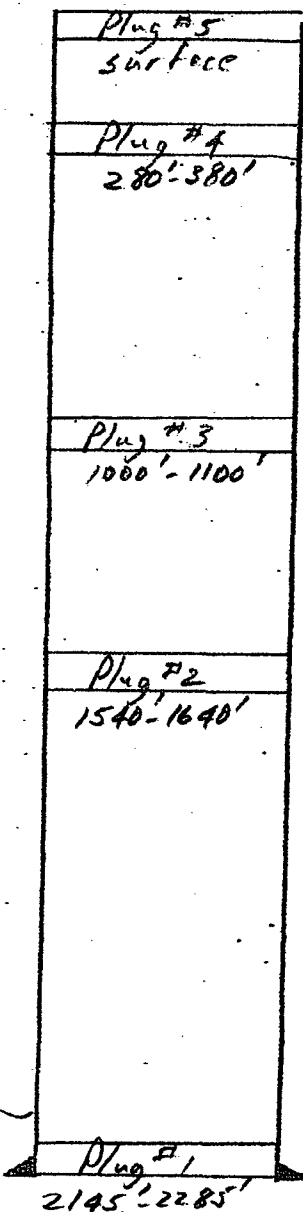 Plug #5
surface
Plug #4
280'-380'
Plug #3
1000'-1100'
Plug #2
1540'-1640'
Plug #1
2145'-2285'